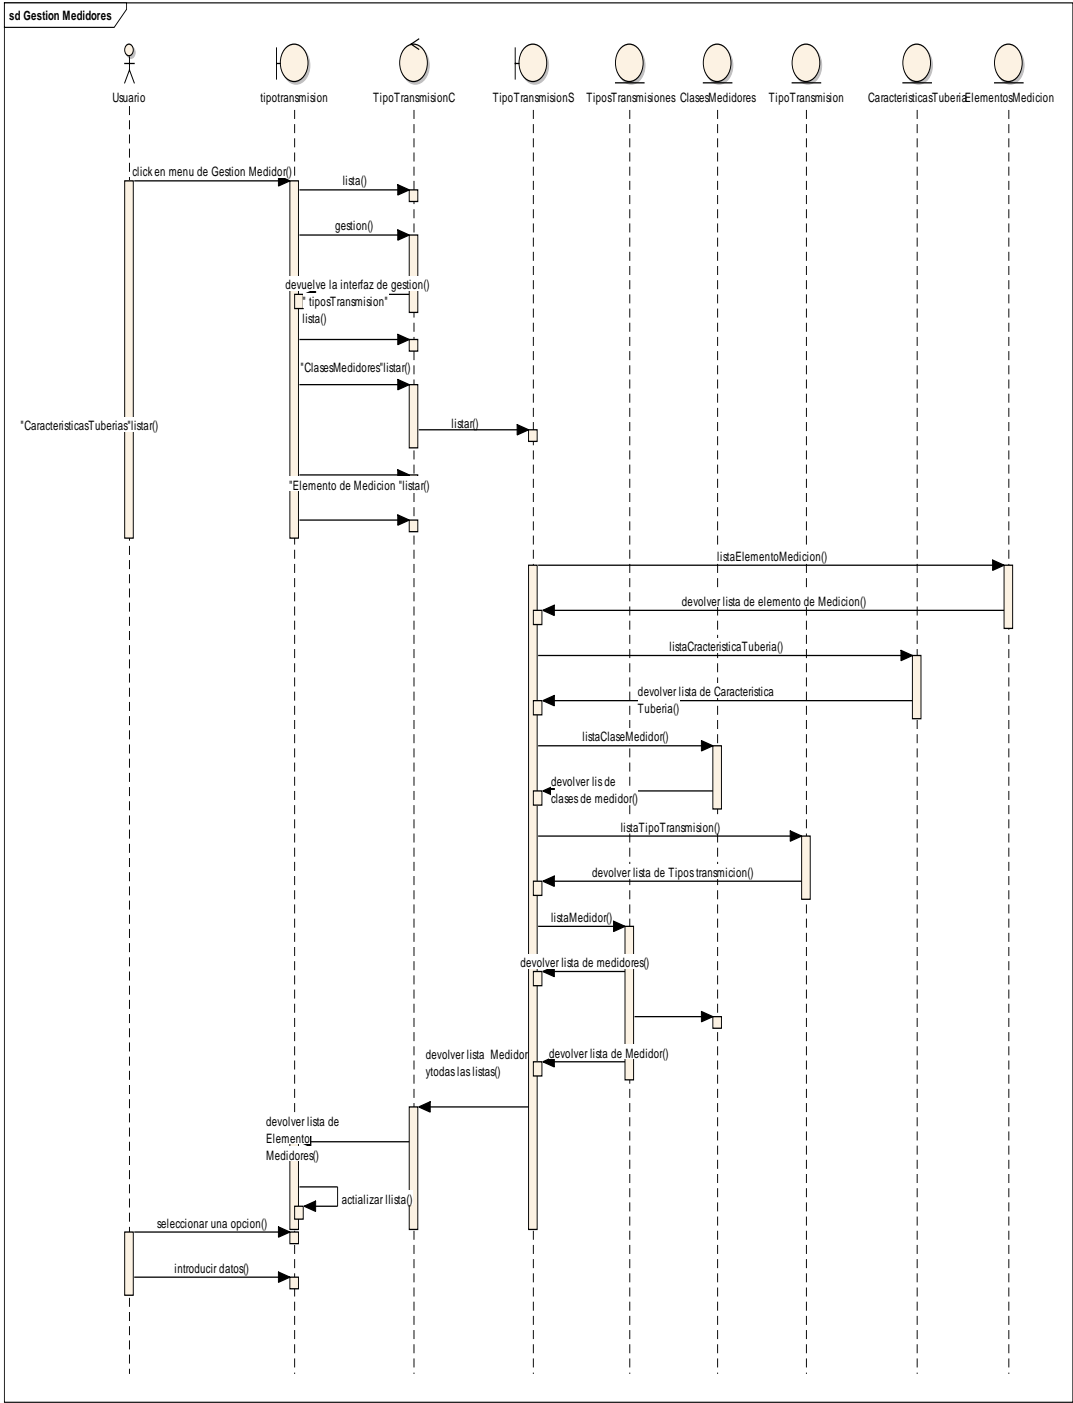 sd Gestion Medidores
Usuario
tipotransmision
TipoTransmisionC
TipoTransmisionS
TiposTransmisiones
ClasesMedidores
TipoTransmision
CaracteristicasTuberia
ElementosMedicion
click en menu de Gestion Medidor()
lista()
gestion()
devuelve la interfaz de gestion()
" tiposTransmision"
lista()
"ClasesMedidores"listar()
"CaracteristicasTuberias"listar()
listar()
"Elemento de Medicion "listar()
listaElementoMedicion()
devolver lista de elemento de Medicion()
listaCracteristicaTuberia()
devolver lista de Caracteristica
Tuberia()
listaClaseMedidor()
devolver lis de
clases de medidor()
listaTipoTransmision()
devolver lista de Tipos transmicion()
listaMedidor()
devolver lista de medidores()
devolver lista de Medidor()
devolver lista  Medidor
ytodas las listas()
devolver lista de
Elemento
Medidores()
actializar llista()
seleccionar una opcion()
introducir datos()